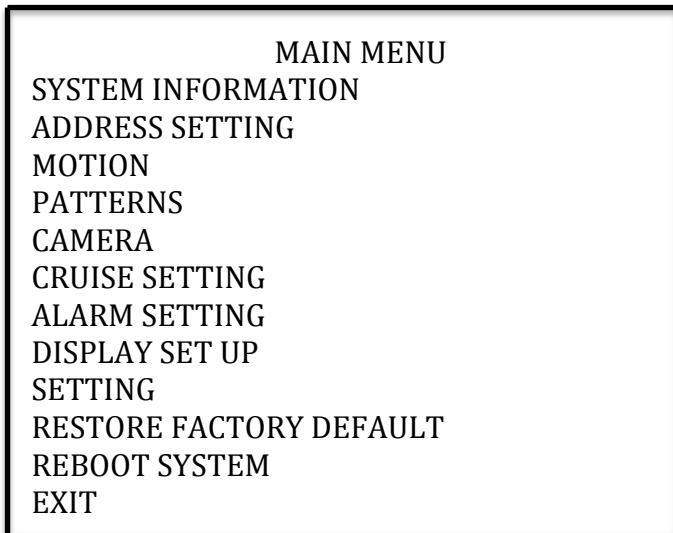 MAIN MENU
SYSTEM INFORMATION
ADDRESS SETTING
MOTION
PATTERNS
CAMERA
CRUISE SETTING
ALARM SETTING
DISPLAY SET UP
SETTING
RESTORE FACTORY DEFAULT
REBOOT SYSTEM
EXIT